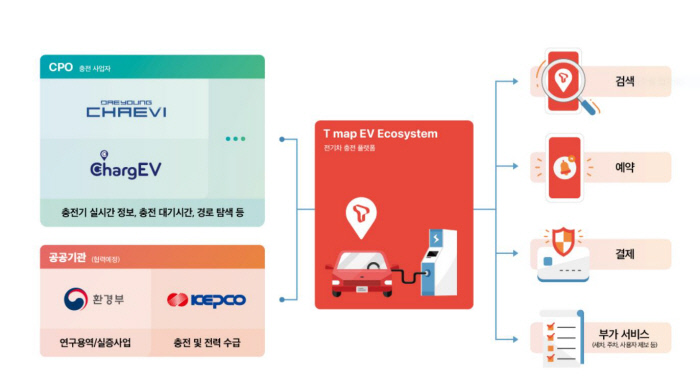 CPO 충전 사업자
DAEYOUNG
CHAEVI
ChargEV
충전기 실시간 정보, 충전 대기시간, 경로 탐색 등
공공기관 (협력예정)
환경부
KEPCO
연구용역/실증사업
충전 및 전력 수급
T map EV Ecosystem
전기차 충전 플랫폼
검색
예약
결제
부가 서비스
(세차, 주차, 사용자 제보 등)